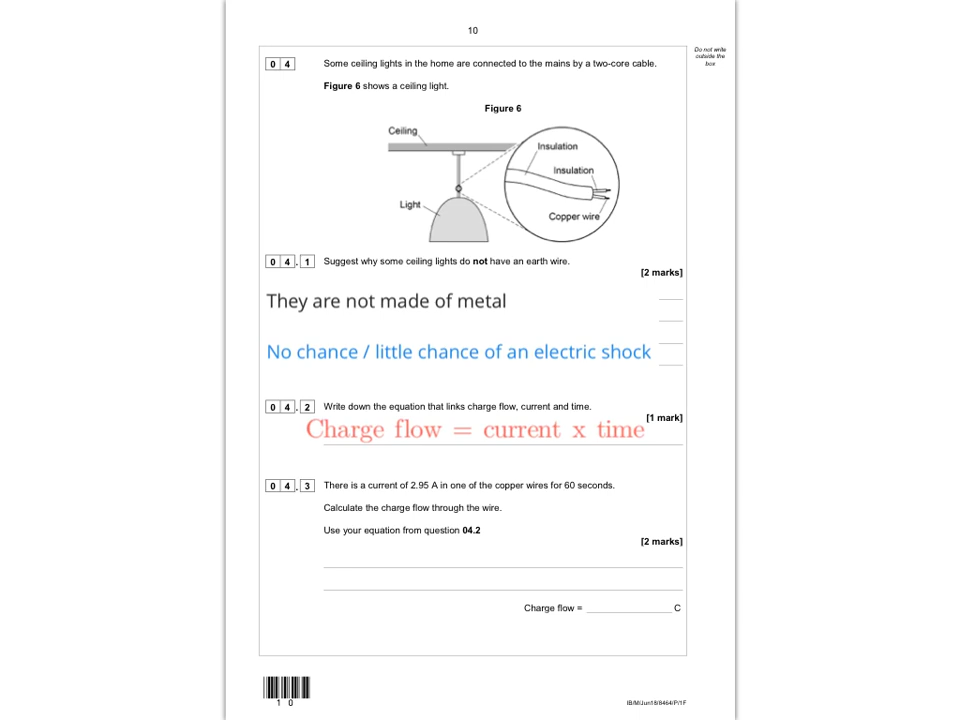 10
Do not write
outside the
box
0 4 Some ceiling lights in the home are connected to the mains by a two-core cable.
Figure 6 shows a ceiling light.
Figure 6
Ceiling
Insulation
Insulation
Light
Copper wire
0 4 . 1 Suggest why some ceiling lights do not have an earth wire.
[2 marks]
They are not made of metal
No chance / little chance of an electric shock
0 4 . 2 Write down the equation that links charge flow, current and time.
[1 mark]
Charge flow = current x time
0 4 . 3 There is a current of 2.95 A in one of the copper wires for 60 seconds.
Calculate the charge flow through the wire.
Use your equation from question 04.2
[2 marks]
Charge flow = C
1 0
IB/M/Jun18/8464/P/1F